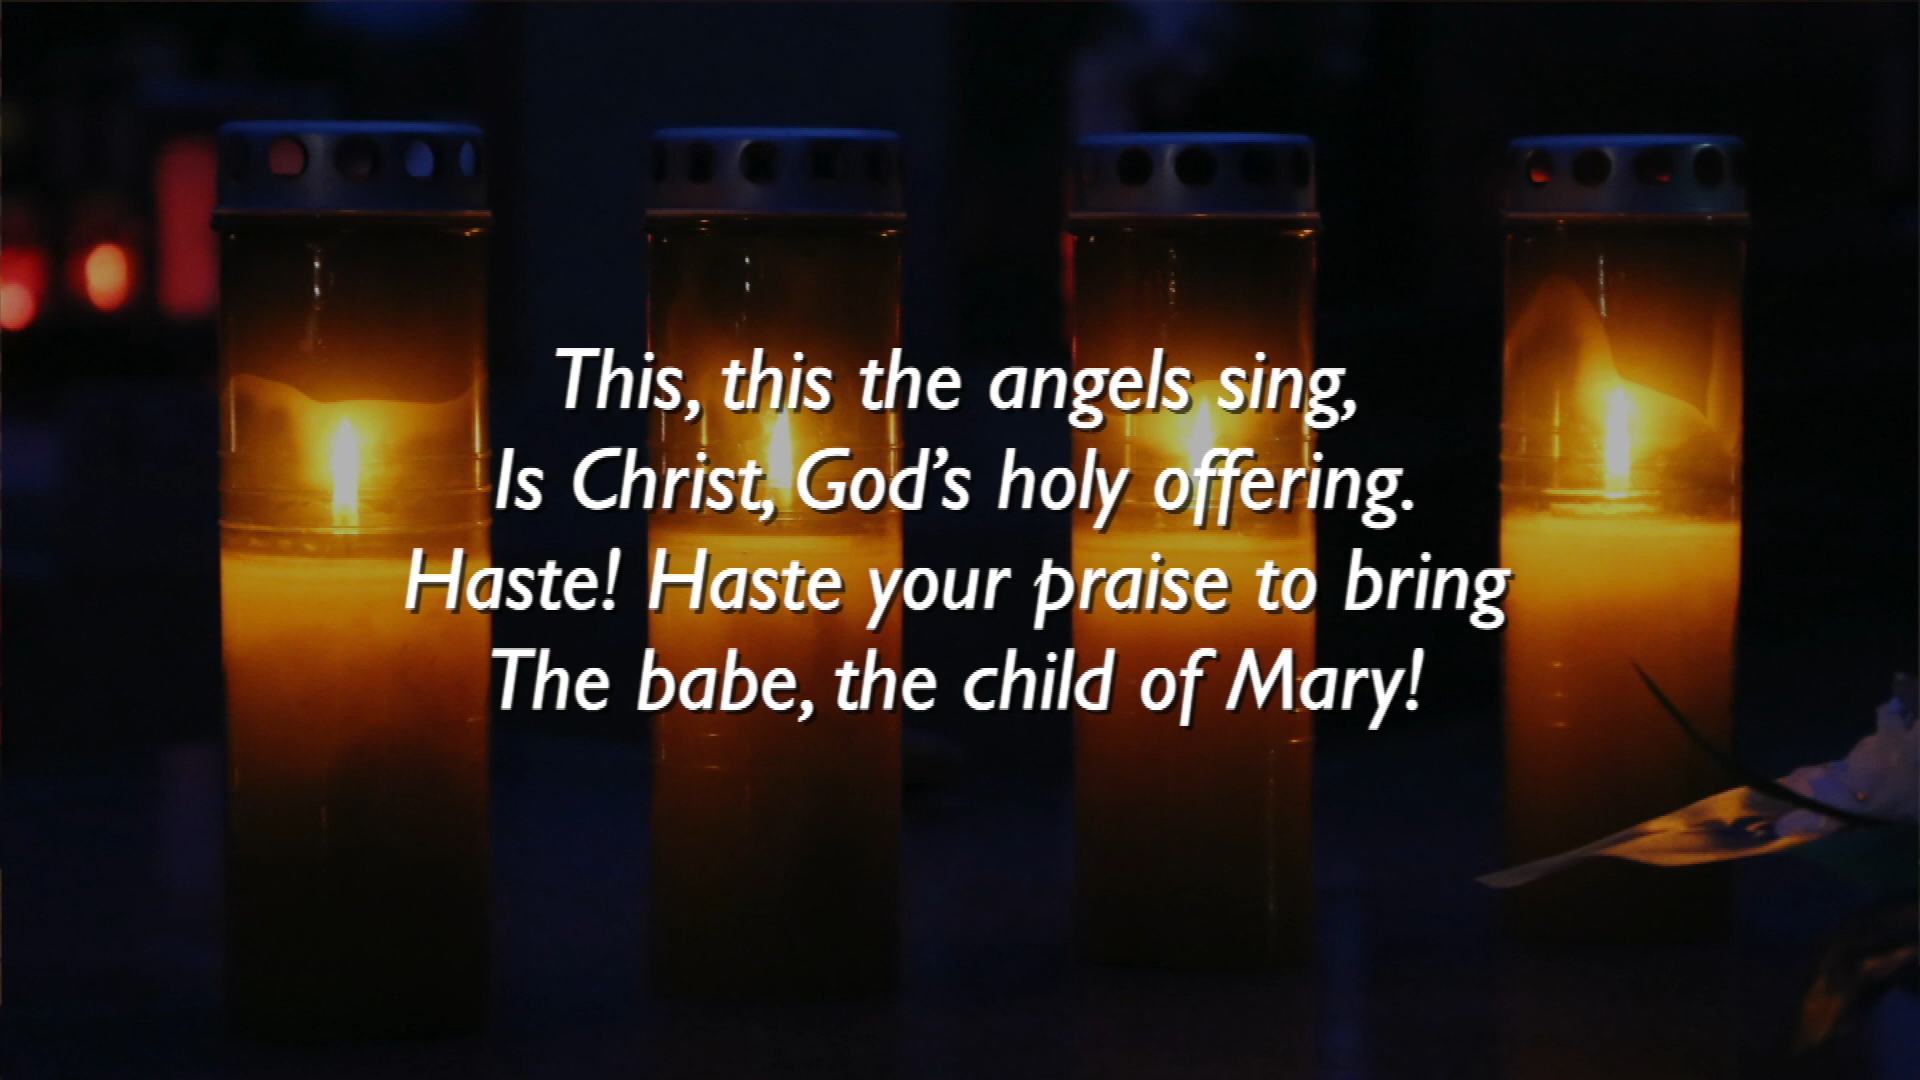 This, this the angels sing,
Is Christ, God’s holy offering.
Haste! Haste your praise to bring
The babe, the child of Mary!